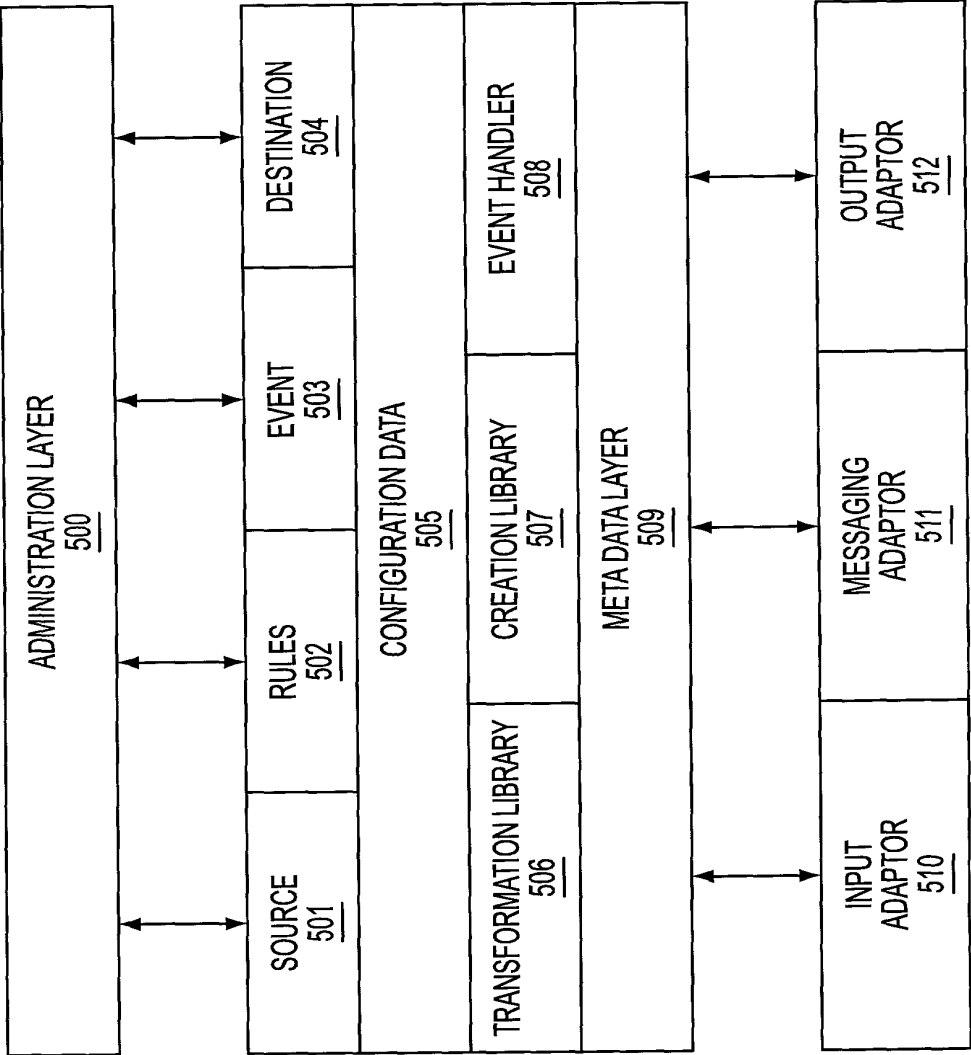 ADMINISTRATION LAYER
500
SOURCE
501
RULES
502
EVENT
503
DESTINATION
504
CONFIGURATION DATA
505
TRANSFORMATION LIBRARY
506
CREATION LIBRARY
507
EVENT HANDLER
508
META DATA LAYER
509
INPUT
ADAPTOR
510
MESSAGING
ADAPTOR
511
OUTPUT
ADAPTOR
512